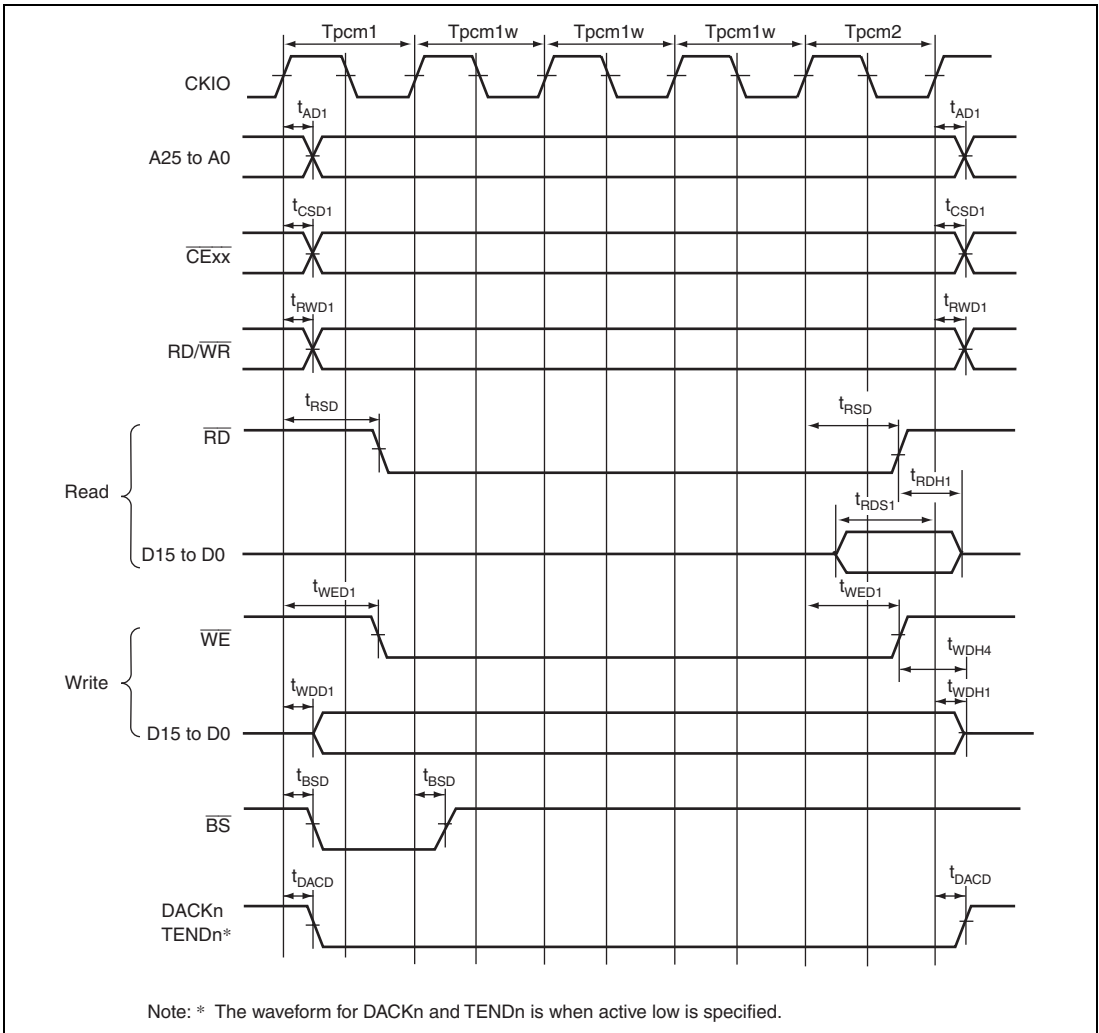 Tpcm1 Tpcm1w Tpcm1w Tpcm1w Tpcm2
CKIO
tAD1 tAD1
A25 to A0
tCSD1 tCSD1
CExx
tRWD1 tRWD1
RD/WR
tRSD tRSD
RD
tRDH1
Read
tRDS1
D15 to D0
tWED1 tWED1
WE
tWDH4
Write
tWDD1 tWDH1
D15 to D0
tBSD tBSD
BS
tDACD tDACD
DACKn
TENDn*
Note: * The waveform for DACKn and TENDn is when active low is specified.